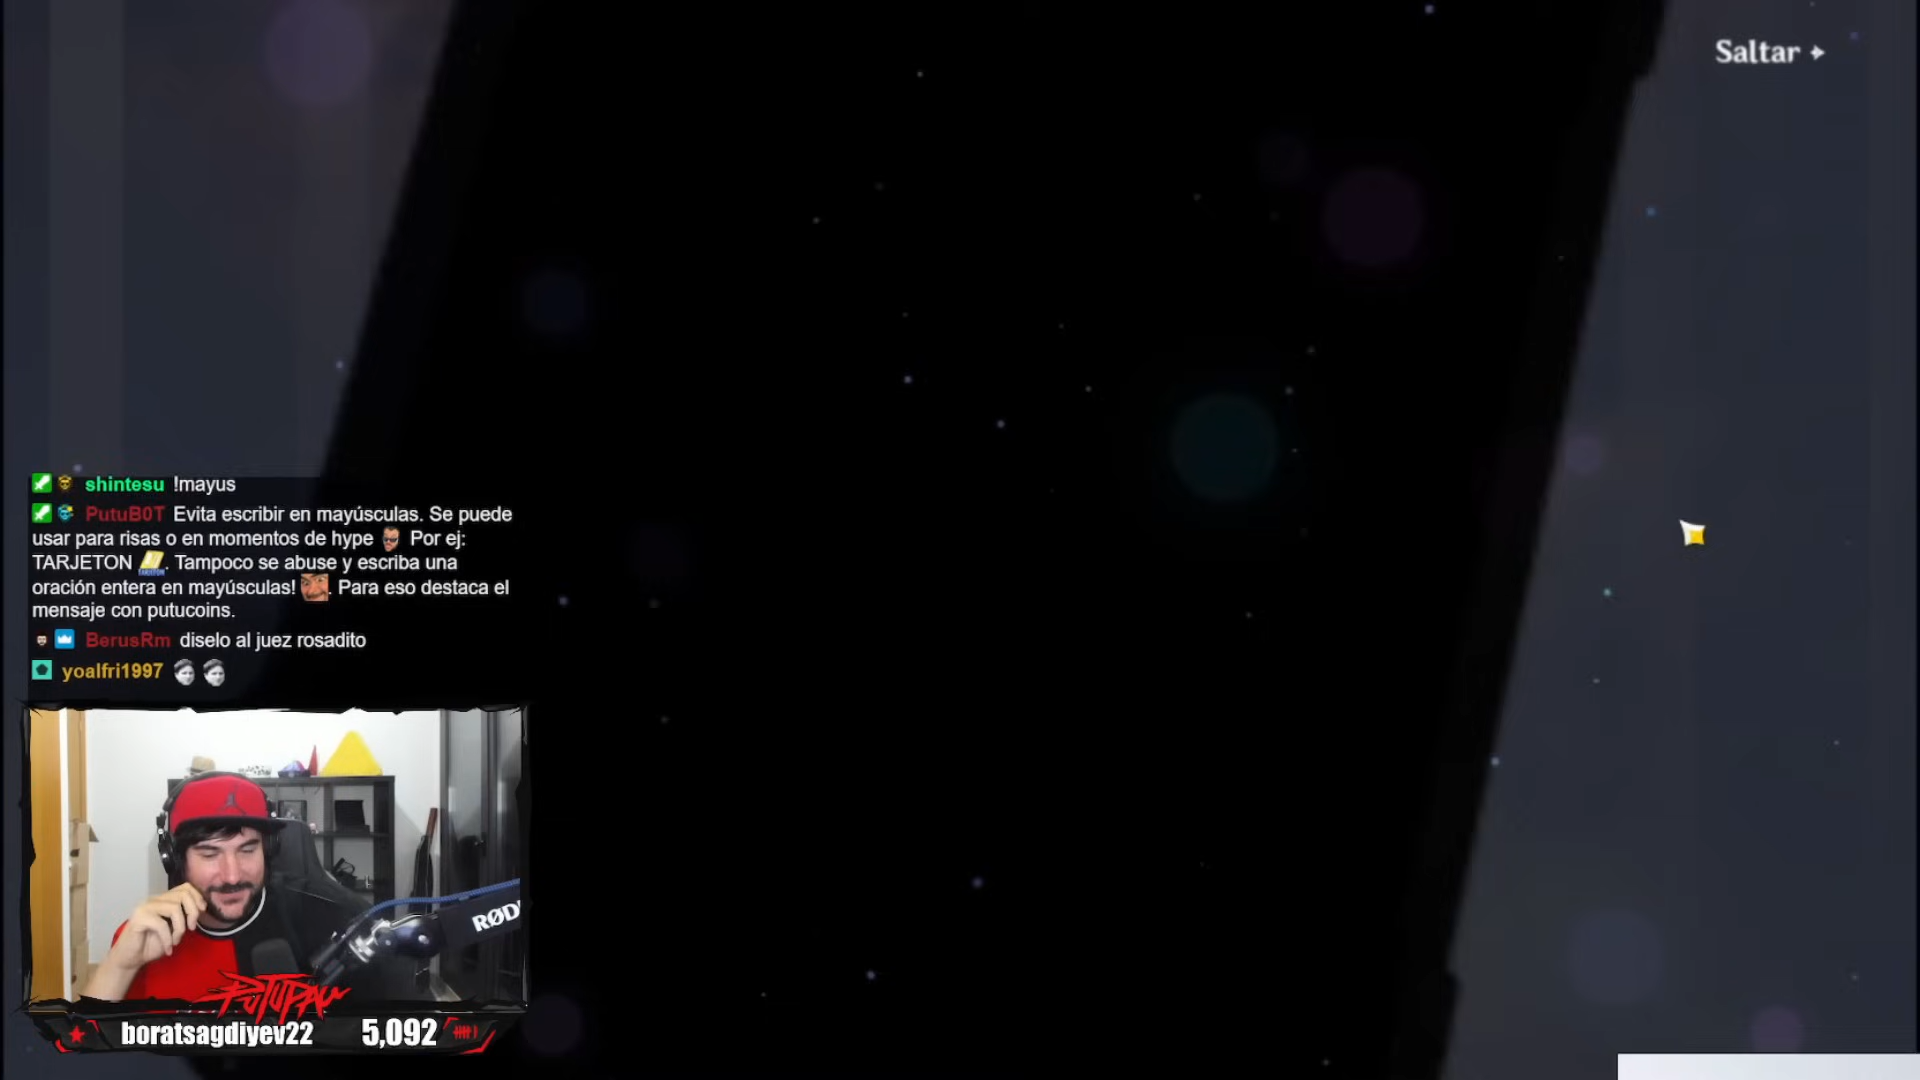 Saltar
shintesu !mayus
PutuB0T Evita escribir en mayúsculas. Se puede
usar para risas o en momentos de hype Por ej:
TARJETON . Tampoco se abuse y escriba una
oración entera en mayúsculas! . Para eso destaca el
mensaje con putucoins.
BerusRm diselo al juez rosadito
yoalfri1997
RØD
PUTUPAU
boratsagdiyev22 5,092